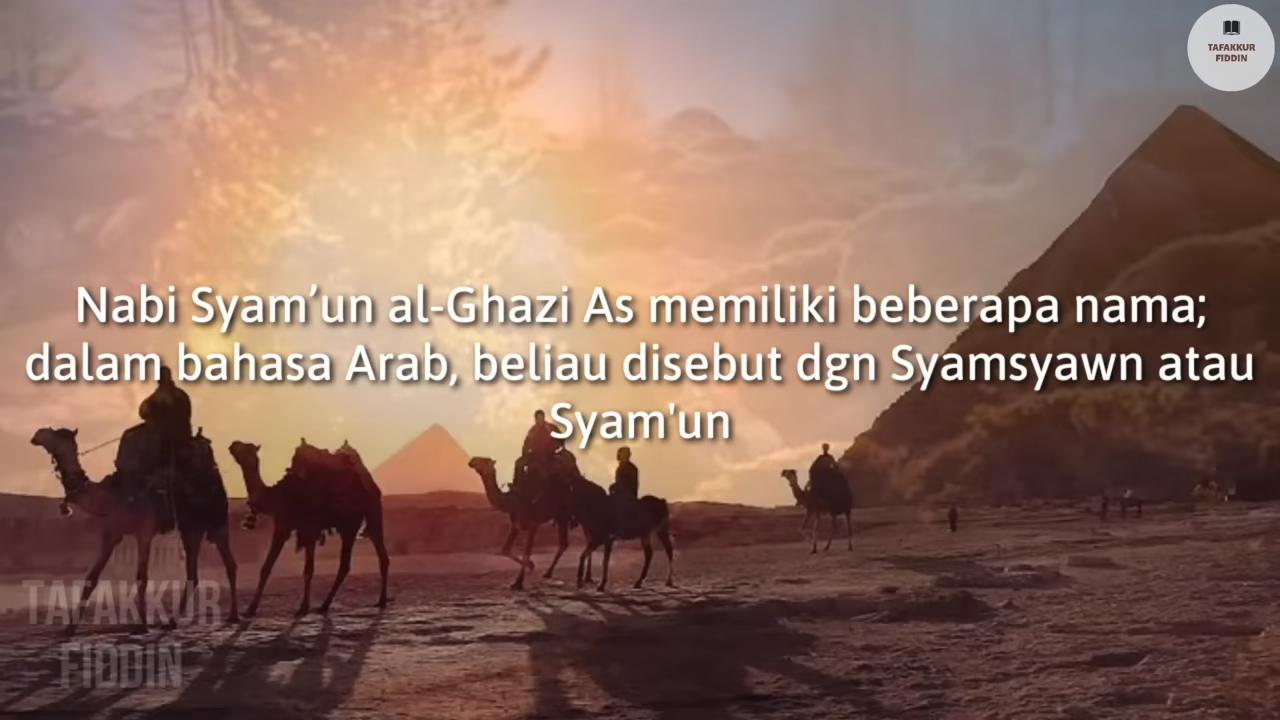 TAFAKKUR
FIDDIN
Nabi Syam’un al-Ghazi As memiliki beberapa nama;
dalam bahasa Arab, beliau disebut dgn Syamsyawn atau
Syam'un
TAFAKKUR
FIDDIN